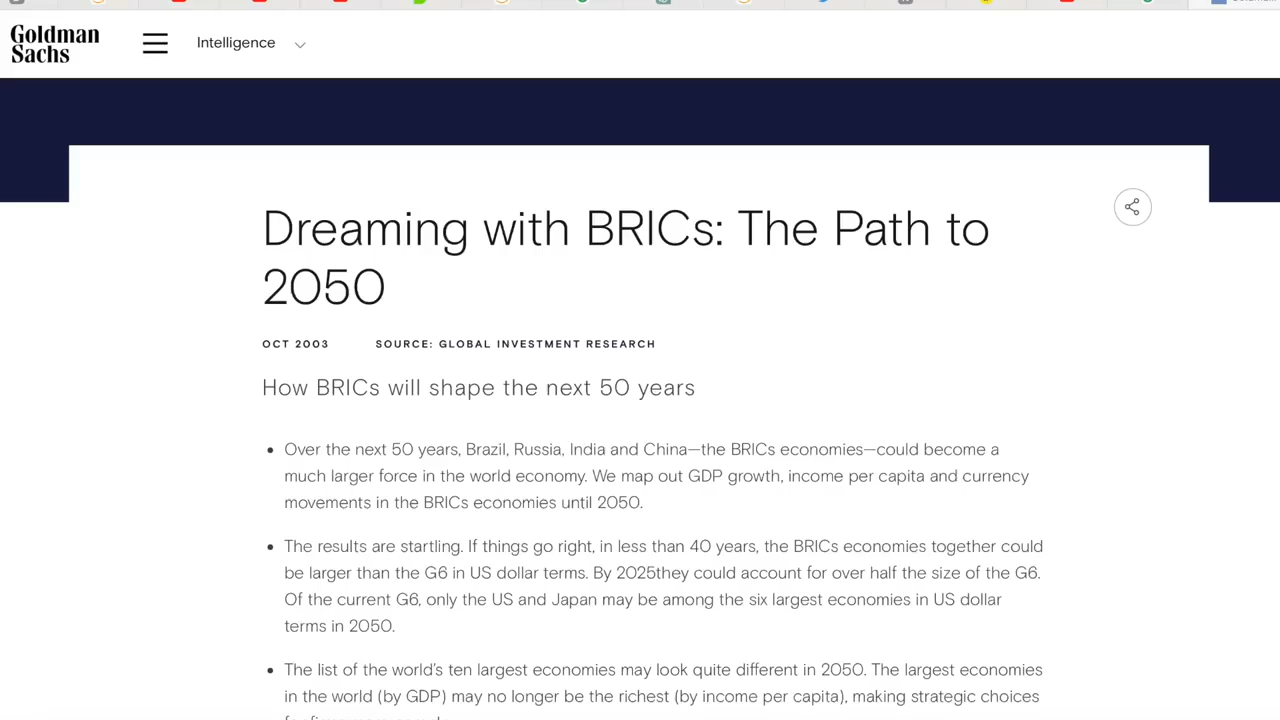 Goldman
Sachs
Intelligence
Dreaming with BRICs: The Path to
2050
OCT 2003 SOURCE: GLOBAL INVESTMENT RESEARCH
How BRICs will shape the next 50 years
• Over the next 50 years, Brazil, Russia, India and China—the BRICs economies—could become a
much larger force in the world economy. We map out GDP growth, income per capita and currency
movements in the BRICs economies until 2050.
• The results are startling. If things go right, in less than 40 years, the BRICs economies together could
be larger than the G6 in US dollar terms. By 2025they could account for over half the size of the G6.
Of the current G6, only the US and Japan may be among the six largest economies in US dollar
terms in 2050.
• The list of the world's ten largest economies may look quite different in 2050. The largest economies
in the world (by GDP) may no longer be the richest (by income per capita), making strategic choices